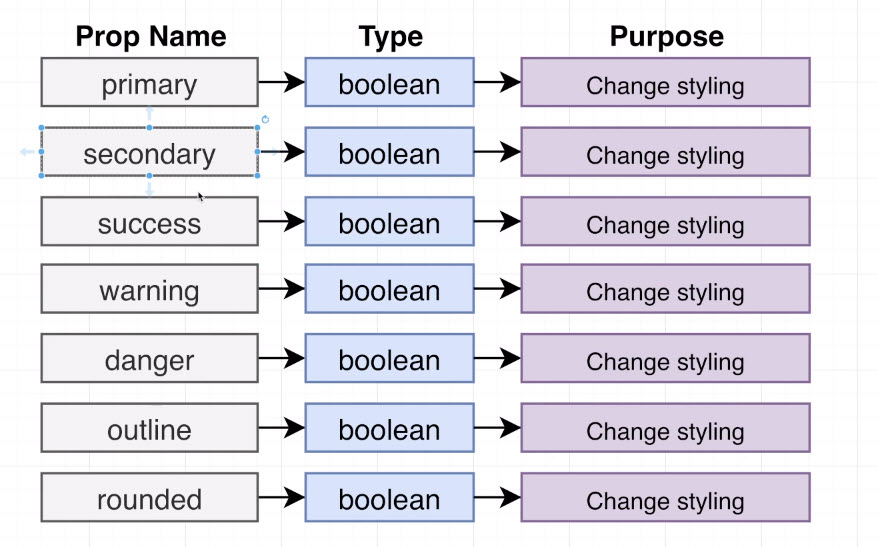 Prop Name Type Purpose
primary boolean Change styling
secondary boolean Change styling
success boolean Change styling
warning boolean Change styling
danger boolean Change styling
outline boolean Change styling
rounded boolean Change styling